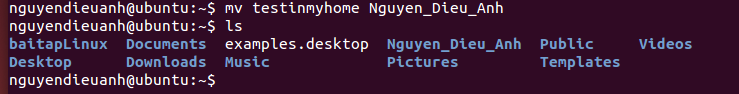 nguyendieuanh@ubuntu:~$ mv testinmyhome Nguyen_Dieu_Anh
nguyendieuanh@ubuntu:~$ ls
baitapLinux Documents examples.desktop Nguyen_Dieu_Anh Public Videos
Desktop Downloads Music Pictures Templates
nguyendieuanh@ubuntu:~$